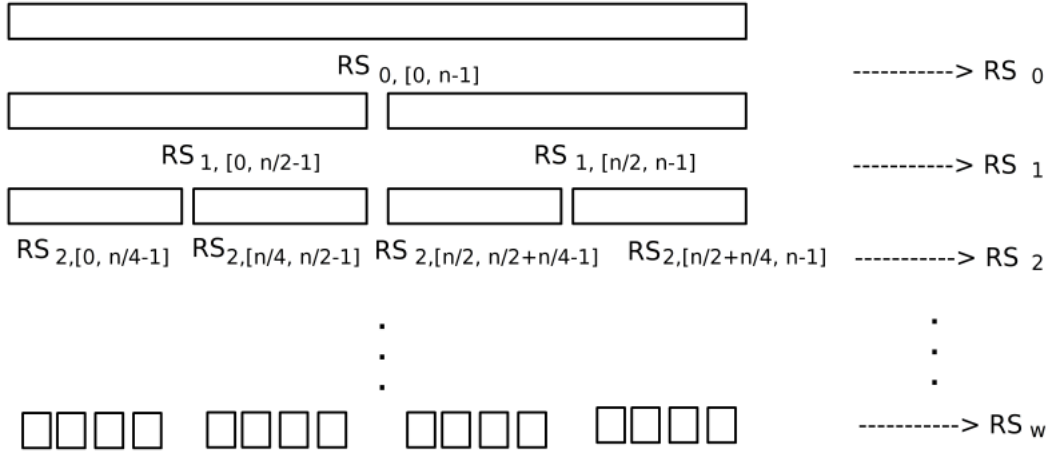 RS 0, [0, n-1] ------------> RS 0
RS 1, [0, n/2-1] RS 1, [n/2, n-1] ------------> RS 1
RS 2,[0, n/4-1] RS2,[n/4, n/2-1] RS 2,[n/2, n/2+n/4-1] RS2,[n/2+n/4, n-1] ------------> RS 2
. .
. .
. .
------------> RS w